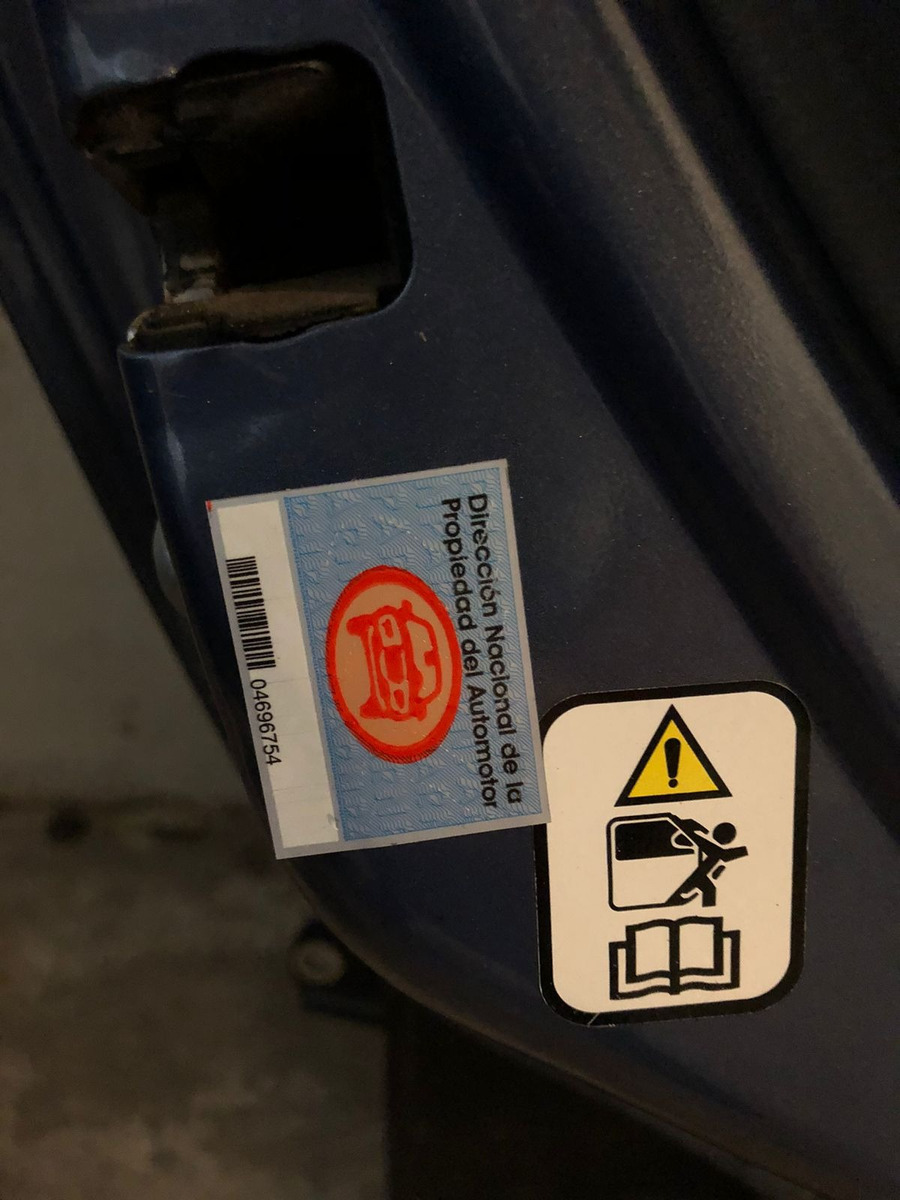 Dirección Nacional de la
Propiedad del Automotor
04696754